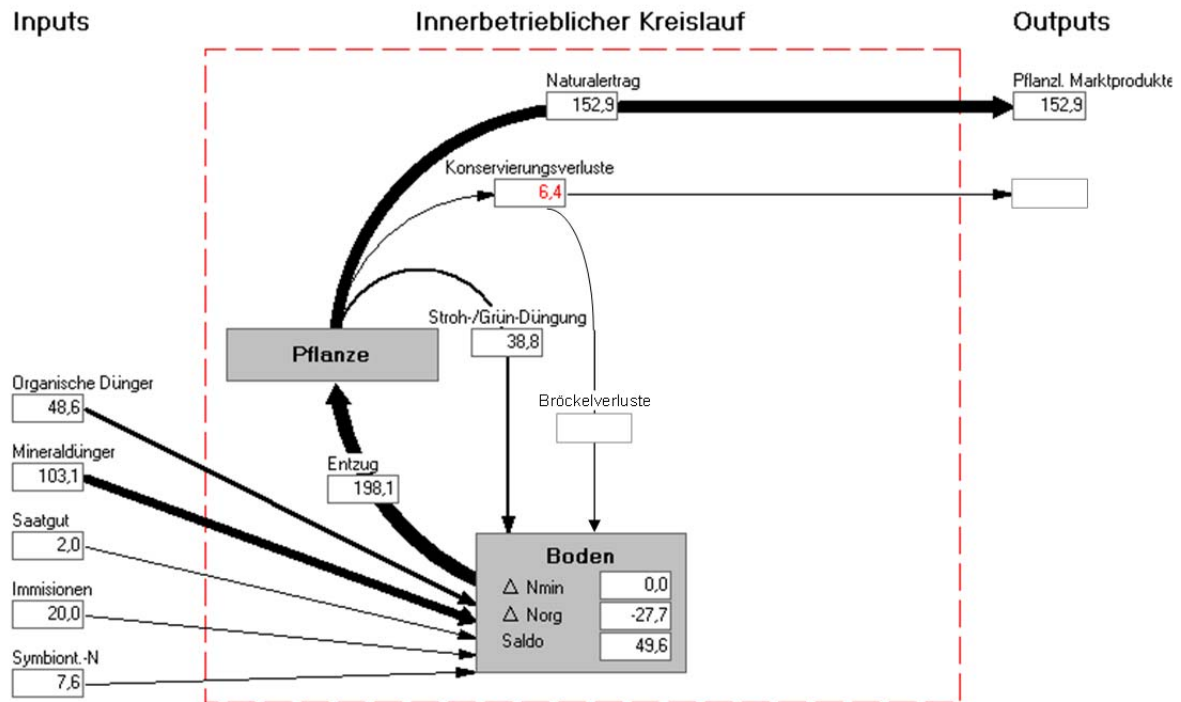 Inputs
Innerbetrieblicher Kreislauf
Outputs
Naturalertrag
152,9
Pflanzl. Marktprodukte
152,9
Konservierungsverluste
6,4
Stroh-/Grün-Düngung
38,8
Pflanze
Organische Dünger
48,6
Bröckelverluste
Mineraldünger
103,1
Entzug
198,1
Saatgut
2,0
Boden
Δ Nmin 0,0
Δ Norg -27,7
Saldo 49,6
Immisionen
20,0
Symbiont.-N
7,6